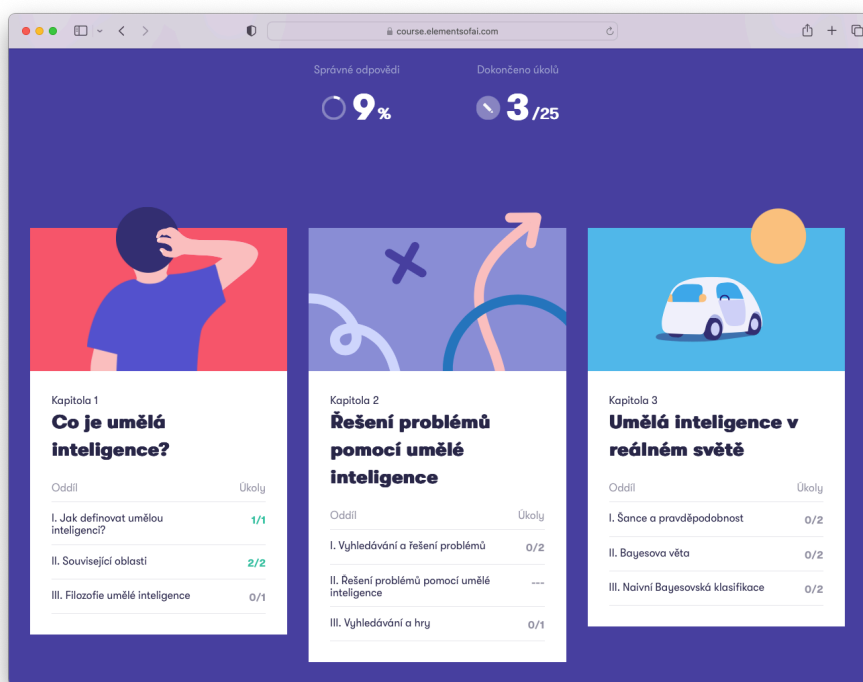 course.elementsofai.com
Správné odpovědi
Dokončeno úkolů
9%
3/25
Kapitola 1
Co je umělá
inteligence?
Oddíl Úkoly
I. Jak definovat umělou
inteligenci?
1/1
II. Související oblasti 2/2
III. Filozofie umělé inteligence 0/1
Kapitola 2
Řešení problémů
pomocí umělé
inteligence
Oddíl Úkoly
I. Vyhledávání a řešení problémů 0/2
II. Řešení problémů pomocí umělé
inteligence
---
III. Vyhledávání a hry 0/1
Kapitola 3
Umělá inteligence v
reálném světě
Oddíl Úkoly
I. Šance a pravděpodobnost 0/2
II. Bayesova věta 0/2
III. Naivní Bayesovská klasifikace 0/2